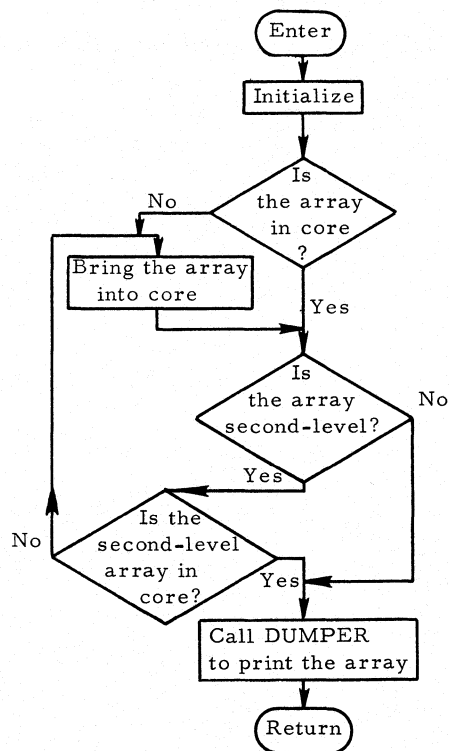 Enter
Initialize
Is
the array
in core
?
No
Bring the array
into core
Yes
Is
the array
second-level?
No
Yes
Is the
second-level
array in
core?
No
Yes
Call DUMPER
to print the array
Return